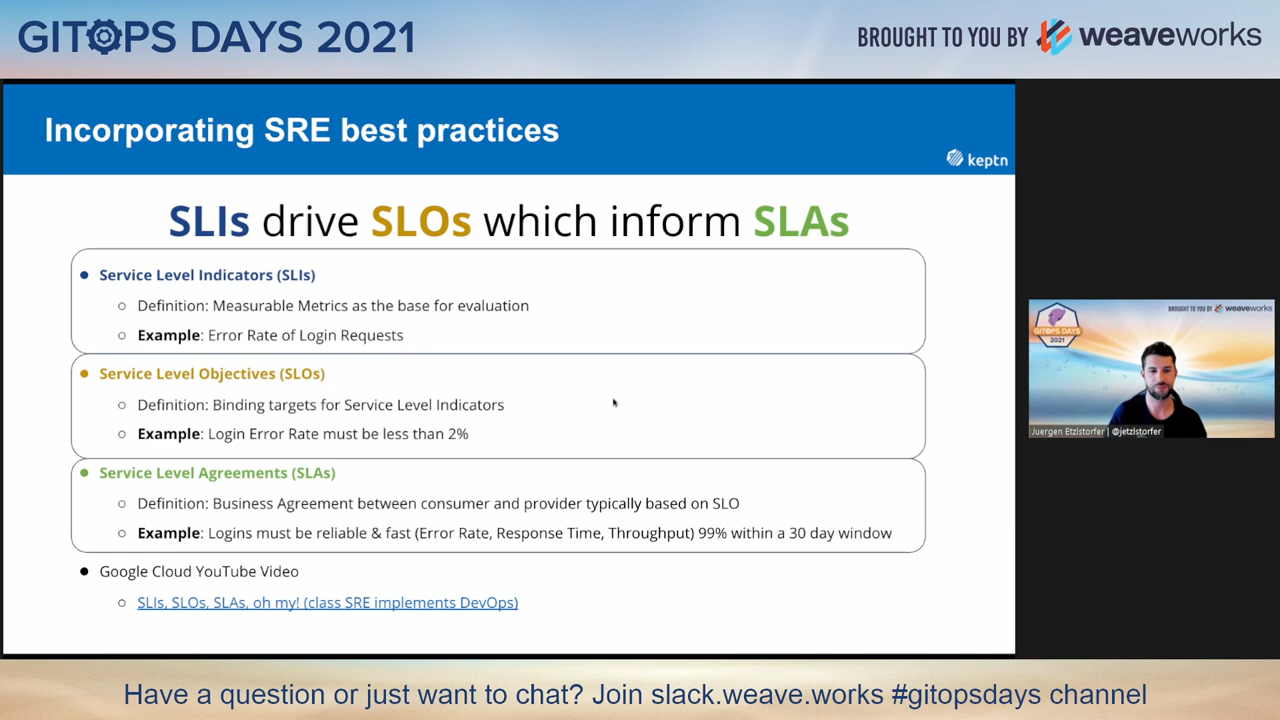 GITOPS DAYS 2021
BROUGHT TO YOU BY weaveworks
Incorporating SRE best practices
keptn
SLIs drive SLOs which inform SLAs
● Service Level Indicators (SLIs)
○ Definition: Measurable Metrics as the base for evaluation
○ Example: Error Rate of Login Requests
● Service Level Objectives (SLOs)
○ Definition: Binding targets for Service Level Indicators
○ Example: Login Error Rate must be less than 2%
● Service Level Agreements (SLAs)
○ Definition: Business Agreement between consumer and provider typically based on SLO
○ Example: Logins must be reliable & fast (Error Rate, Response Time, Throughput) 99% within a 30 day window
● Google Cloud YouTube Video
○ SLIs, SLOs, SLAs, oh my! (class SRE implements DevOps)
BROUGHT TO YOU BY weaveworks
GITOPS DAYS
2021
Juergen Etzlstorfer | @jetzlstorfer
Have a question or just want to chat? Join slack.weave.works #gitopsdays channel